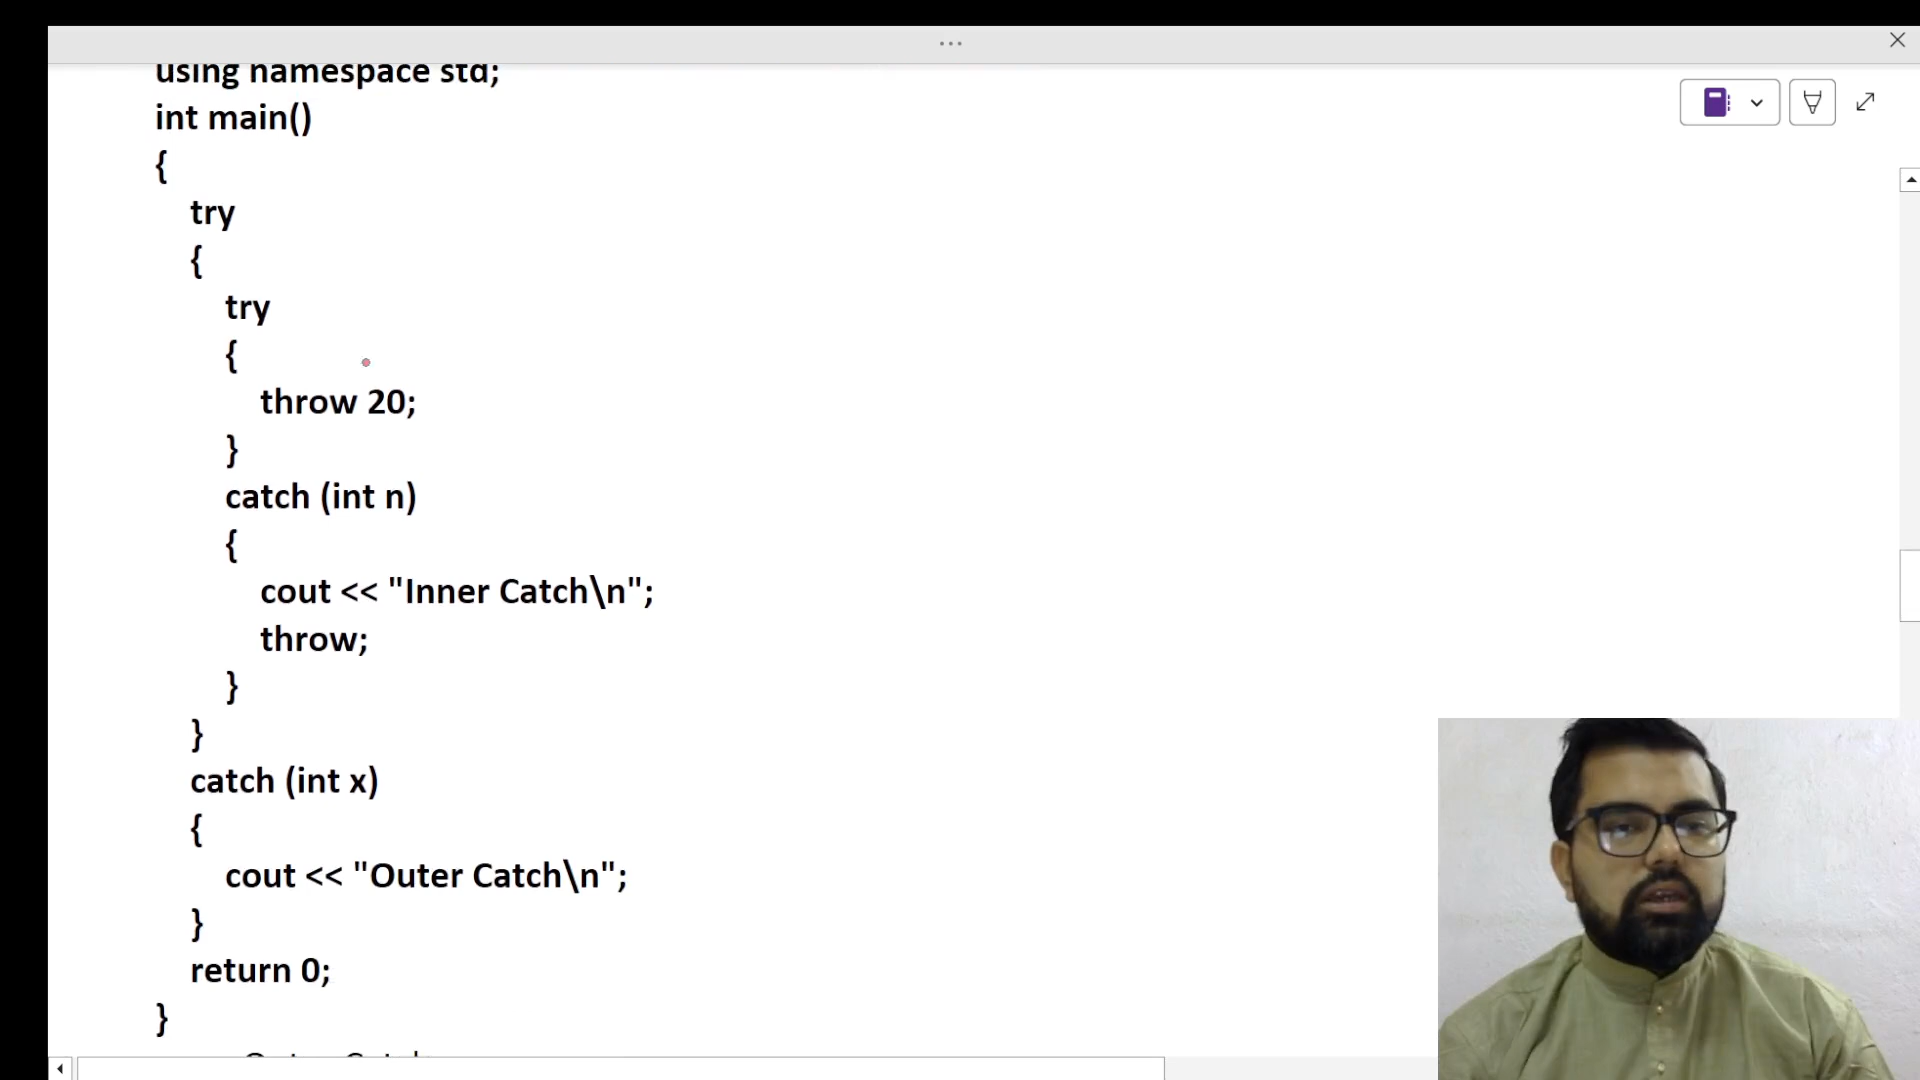 using namespace std;
int main()
{
try
{
try
{
throw 20;
}
catch (int n)
{
cout << "Inner Catch\n";
throw;
}
}
catch (int x)
{
cout << "Outer Catch\n";
}
return 0;
}